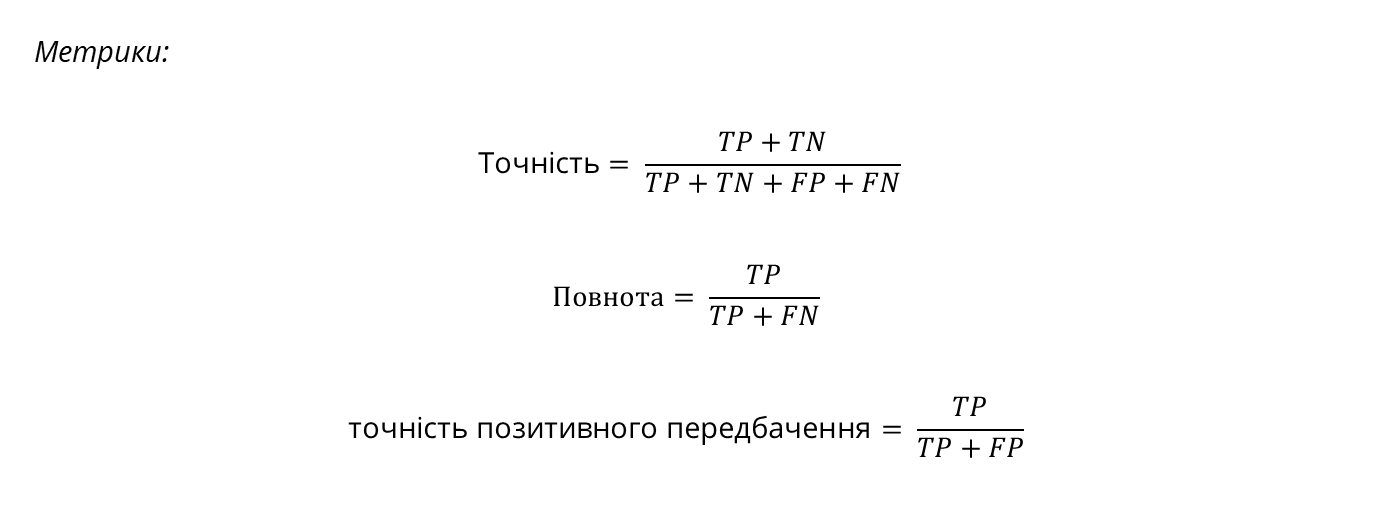 Метрики:
Точність = TP + TN / TP + TN + FP + FN
Повнота = TP / TP + FN
точність позитивного передбачення = TP / TP + FP